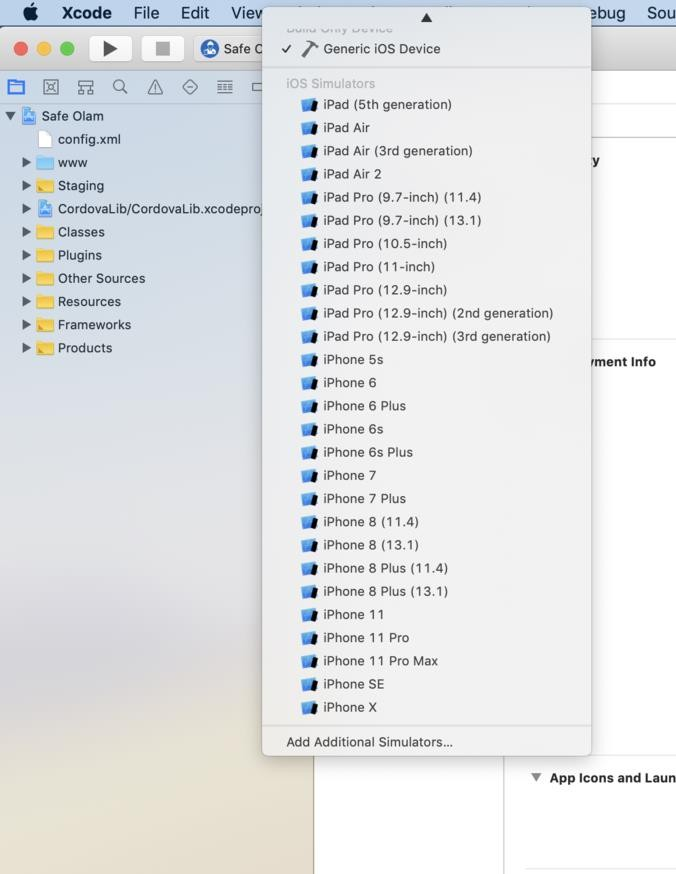 Xcode File Edit View ebug Sou
Build Only Device
Safe O
Generic iOS Device
iOS Simulators
Safe Olam
iPad (5th generation)
iPad Air
config.xml
iPad Air (3rd generation)
y
www
iPad Air 2
Staging
iPad Pro (9.7-inch) (11.4)
CordovaLib/CordovaLib.xcodeproj
iPad Pro (9.7-inch) (13.1)
Classes
iPad Pro (10.5-inch)
Plugins
iPad Pro (11-inch)
Other Sources
iPad Pro (12.9-inch)
Resources
iPad Pro (12.9-inch) (2nd generation)
Frameworks
iPad Pro (12.9-inch) (3rd generation)
Products
iPhone 5s
yment Info
iPhone 6
iPhone 6 Plus
iPhone 6s
iPhone 6s Plus
iPhone 7
iPhone 7 Plus
iPhone 8 (11.4)
iPhone 8 (13.1)
iPhone 8 Plus (11.4)
iPhone 8 Plus (13.1)
iPhone 11
iPhone 11 Pro
iPhone 11 Pro Max
iPhone SE
iPhone X
Add Additional Simulators...
App Icons and Laun